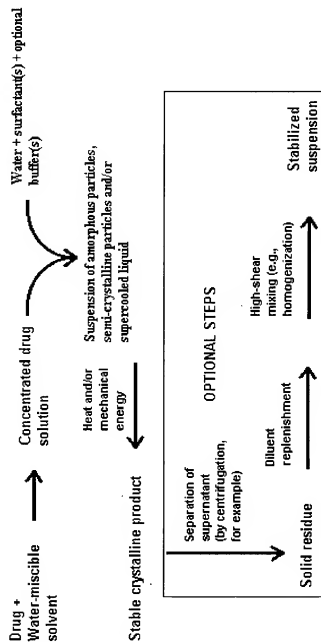 Drug +
Water-miscible
solvent
Concentrated drug
solution
Water + surfactant(s) + optional
buffer(s)
Suspension of amorphous particles,
semi-crystalline particles and/or
supercooled liquid
Heat and/or
mechanical
energy
Stable crystalline product
OPTIONAL STEPS
Separation of
supernatant
(by centrifugation,
for example)
Solid residue
Diluent
replenishment
High-shear
mixing (e.g.,
homogenization)
Stabilized
suspension